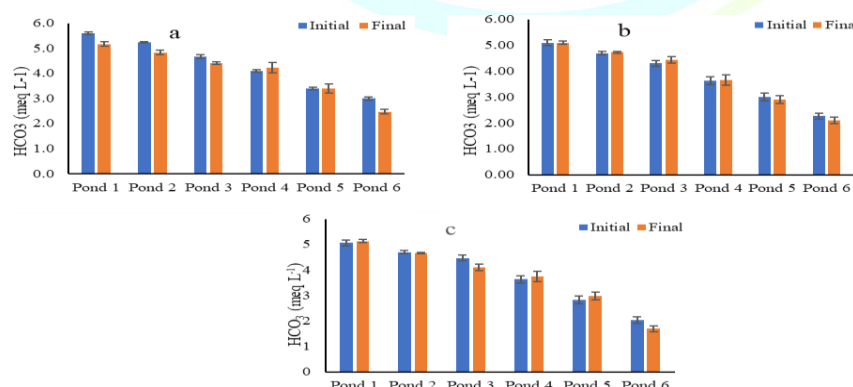 a
Initial Final
HCO3 (meq L-1)
6.0
5.0
4.0
3.0
2.0
1.0
0.0
Pond 1 Pond 2 Pond 3 Pond 4 Pond 5 Pond 6
b
Initial Final
HCO3 (meq L-1)
6.00
5.00
4.00
3.00
2.00
1.00
0.00
Pond 1 Pond 2 Pond 3 Pond 4 Pond 5 Pond 6
c
Initial Final
HCO3 (meq L-1)
6
5
4
3
2
1
0
Pond 1 Pond 2 Pond 3 Pond 4 Pond 5 Pond 6